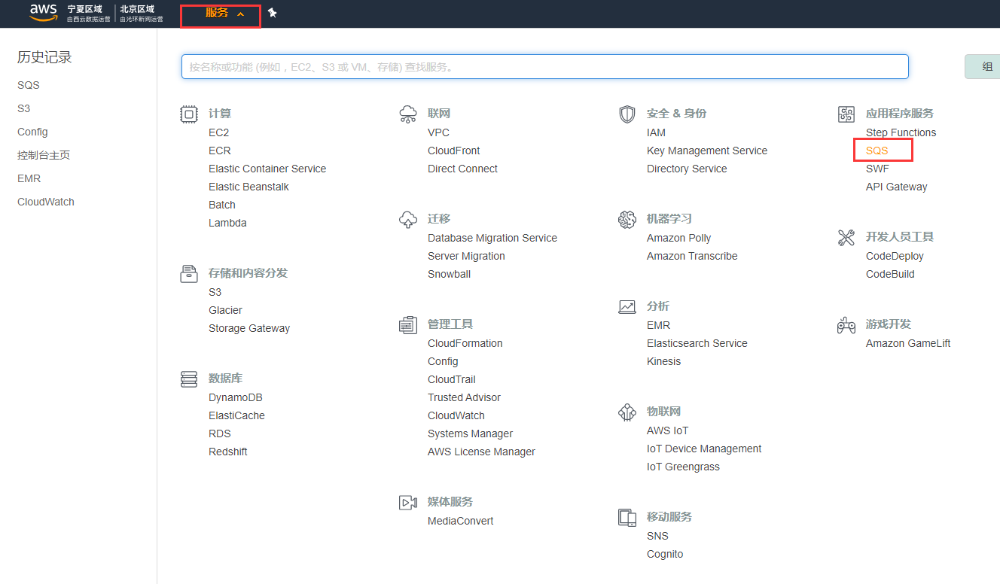 aws
宁夏区域
由西云数据运营
北京区域
由光环新网运营
服务
历史记录
SQS
S3
Config
控制台主页
EMR
CloudWatch
按名称或功能 (例如，EC2、S3 或 VM、存储) 查找服务。
组
计算
EC2
ECR
Elastic Container Service
Elastic Beanstalk
Batch
Lambda
存储和内容分发
S3
Glacier
Storage Gateway
数据库
DynamoDB
ElastiCache
RDS
Redshift
联网
VPC
CloudFront
Direct Connect
迁移
Database Migration Service
Server Migration
Snowball
管理工具
CloudFormation
Config
CloudTrail
Trusted Advisor
CloudWatch
Systems Manager
AWS License Manager
媒体服务
MediaConvert
安全 & 身份
IAM
Key Management Service
Directory Service
机器学习
Amazon Polly
Amazon Transcribe
分析
EMR
Elasticsearch Service
Kinesis
物联网
AWS IoT
IoT Device Management
IoT Greengrass
移动服务
SNS
Cognito
应用程序服务
Step Functions
SQS
SWF
API Gateway
开发人员工具
CodeDeploy
CodeBuild
游戏开发
Amazon GameLift